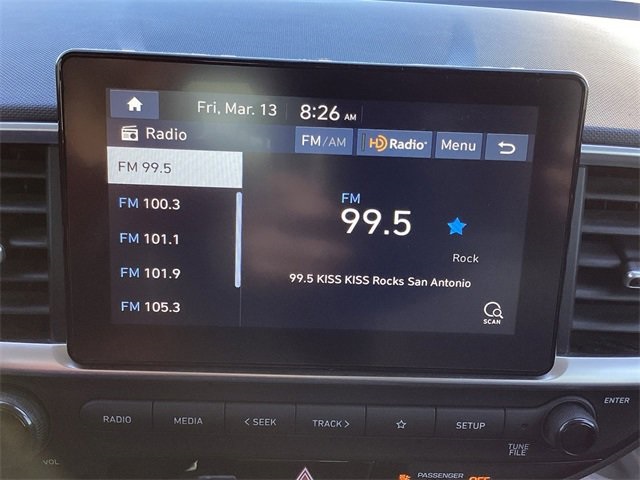 Fri, Mar. 13 8:26 AM
Radio FM/AM HD Radio Menu
FM 99.5
FM 100.3
FM 101.1
FM 101.9
FM 105.3
FM
99.5
Rock
99.5 KISS KISS Rocks San Antonio
SCAN
RADIO MEDIA < SEEK TRACK > SETUP
ENTER
VOL
TUNE
FILE
PASSENGER OFF